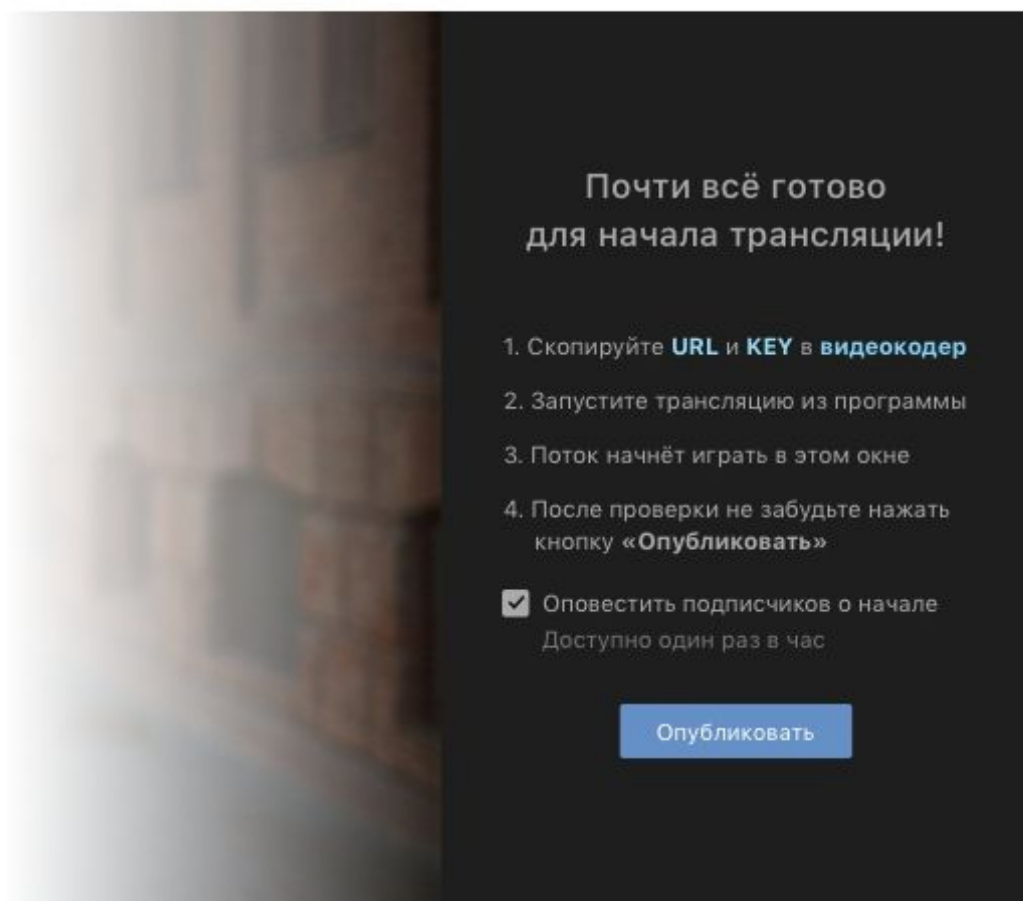 Почти всё готово
для начала трансляции!
1. Скопируйте URL и KEY в видеокодер
2. Запустите трансляцию из программы
3. Поток начнёт играть в этом окне
4. После проверки не забудьте нажать
кнопку «Опубликовать»
Оповестить подписчиков о начале
Доступно один раз в час
Опубликовать